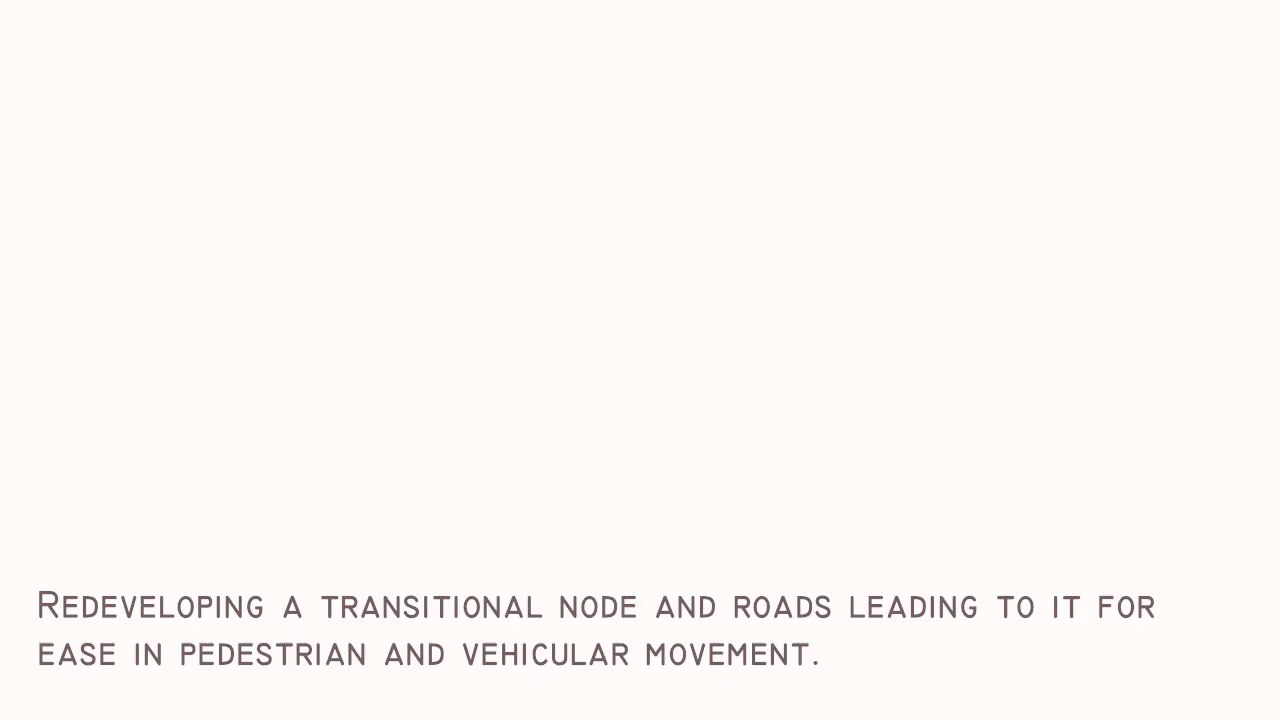 Redeveloping a transitional node and roads leading to it for
ease in pedestrian and vehicular movement.